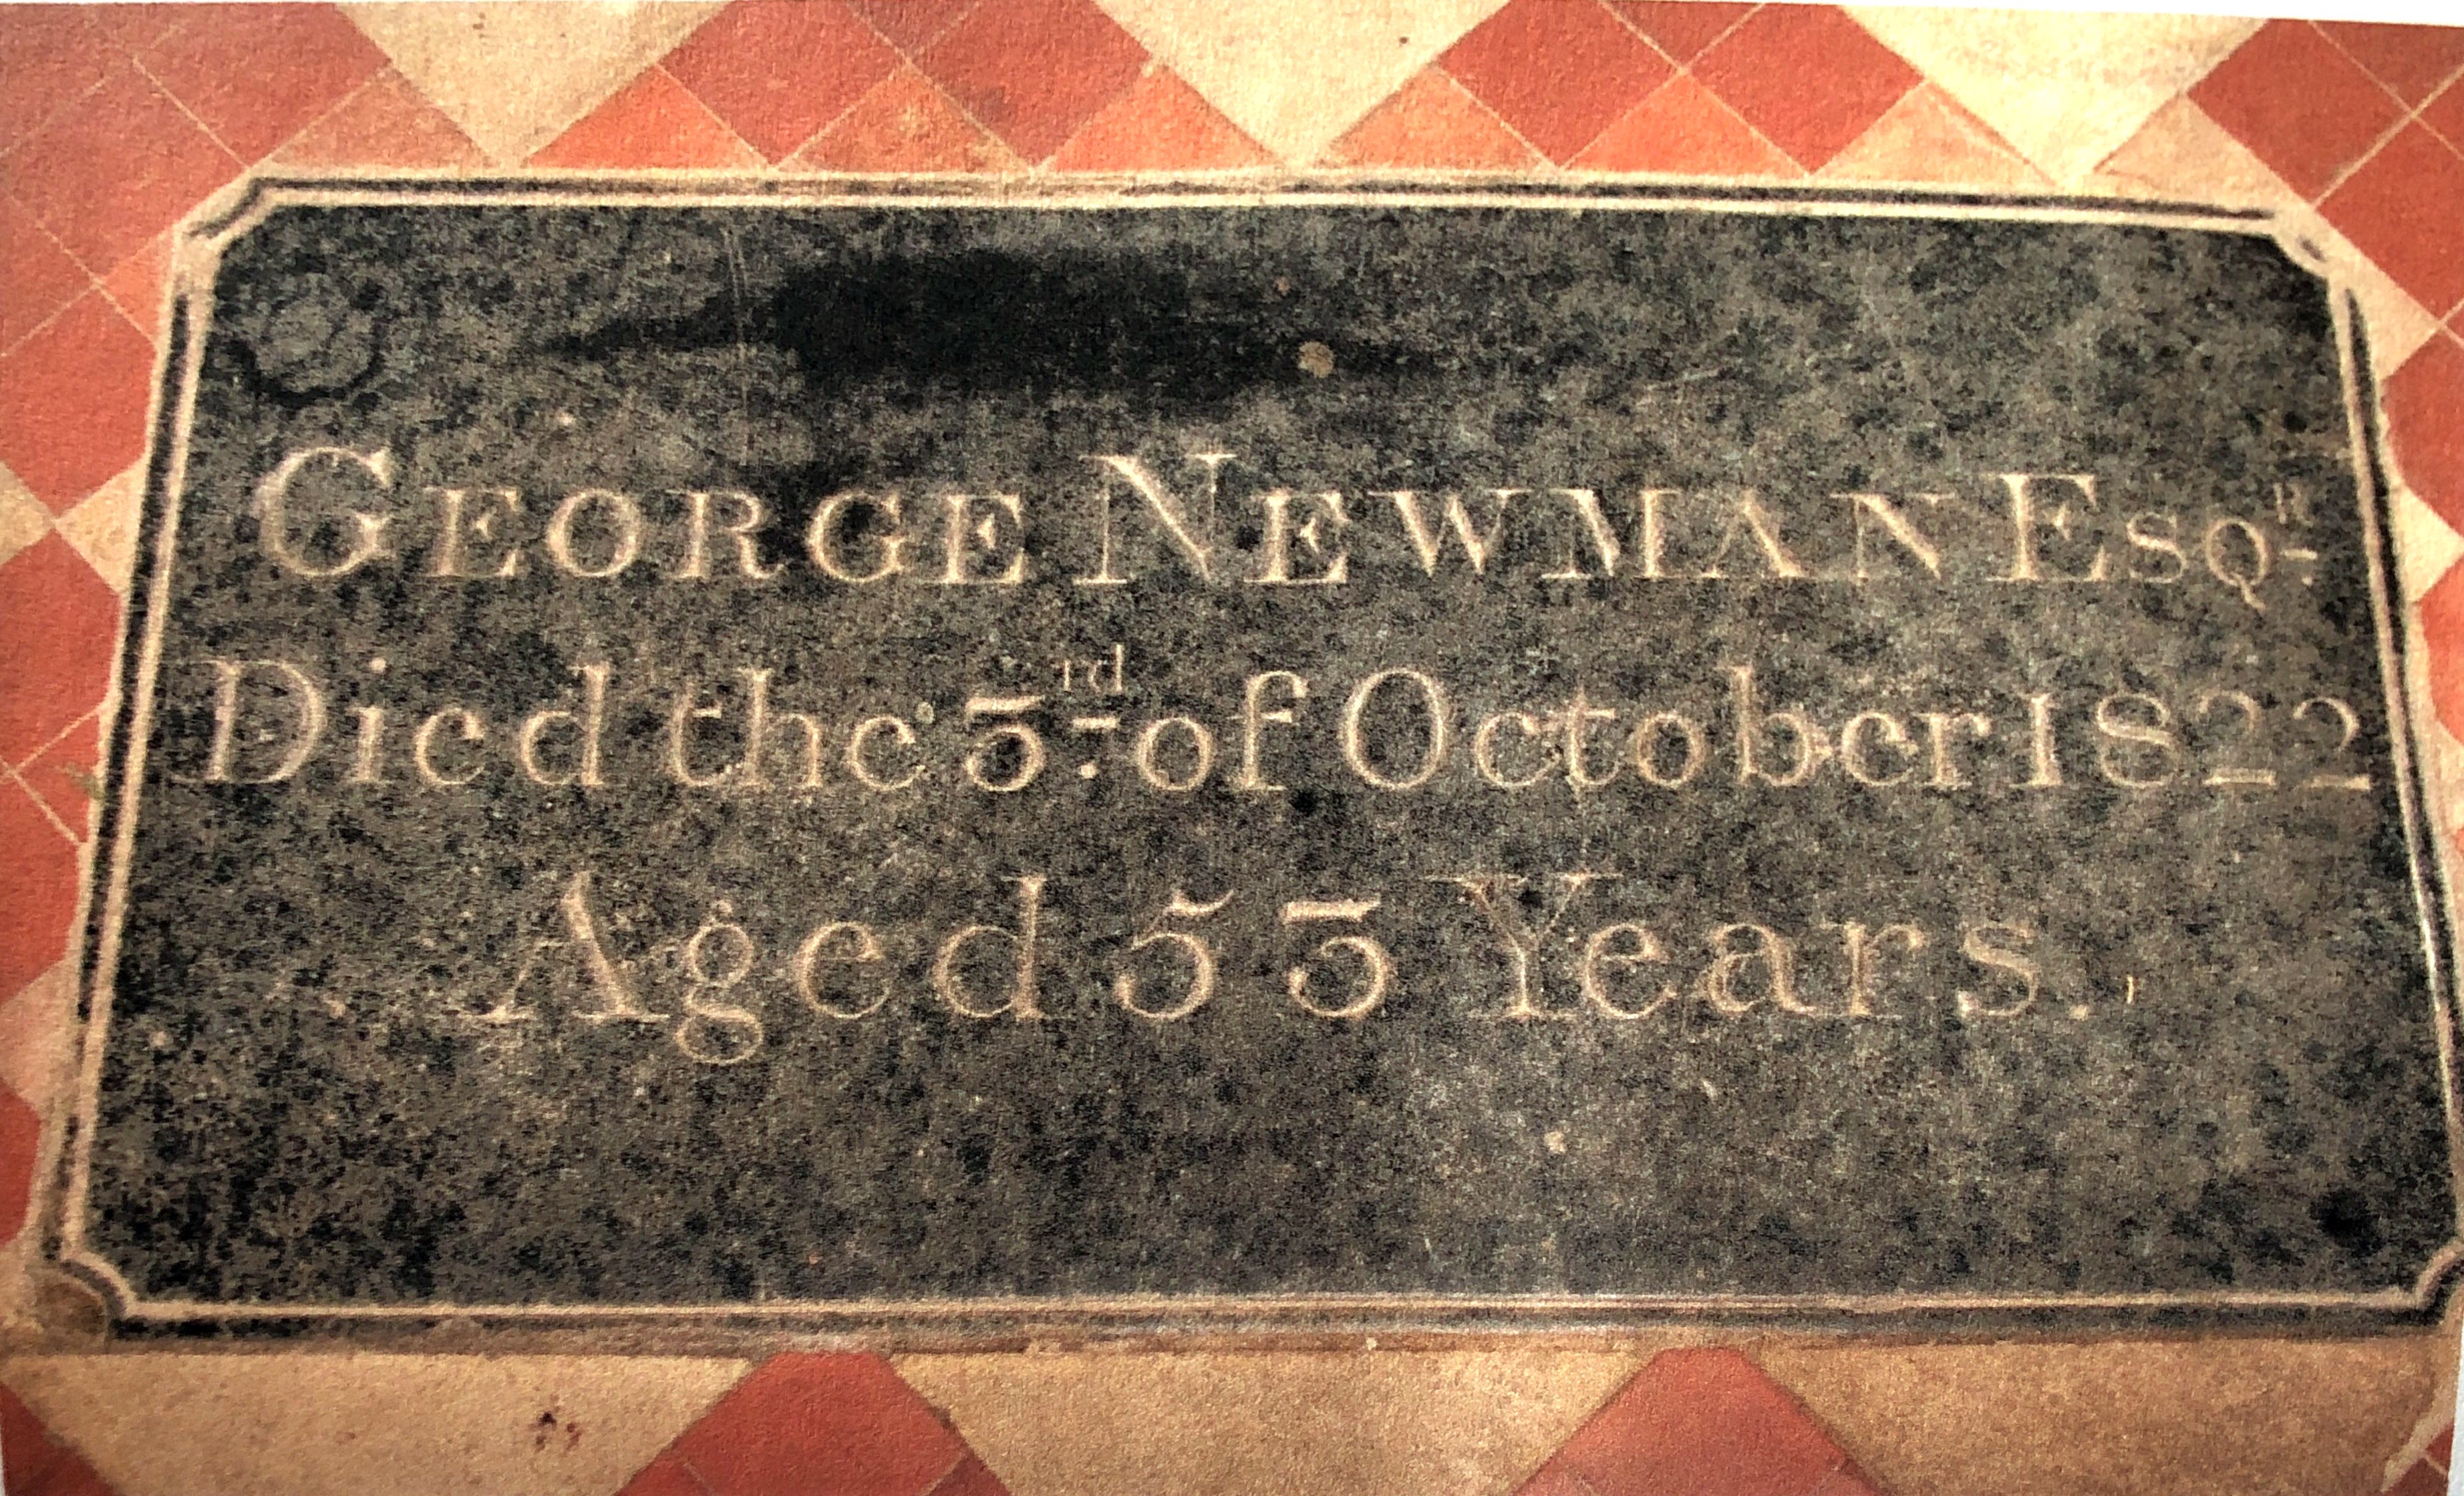 GEORGE NEWMAN ESQR.
Died the 3rd. of October 1822
Aged 53 Years.